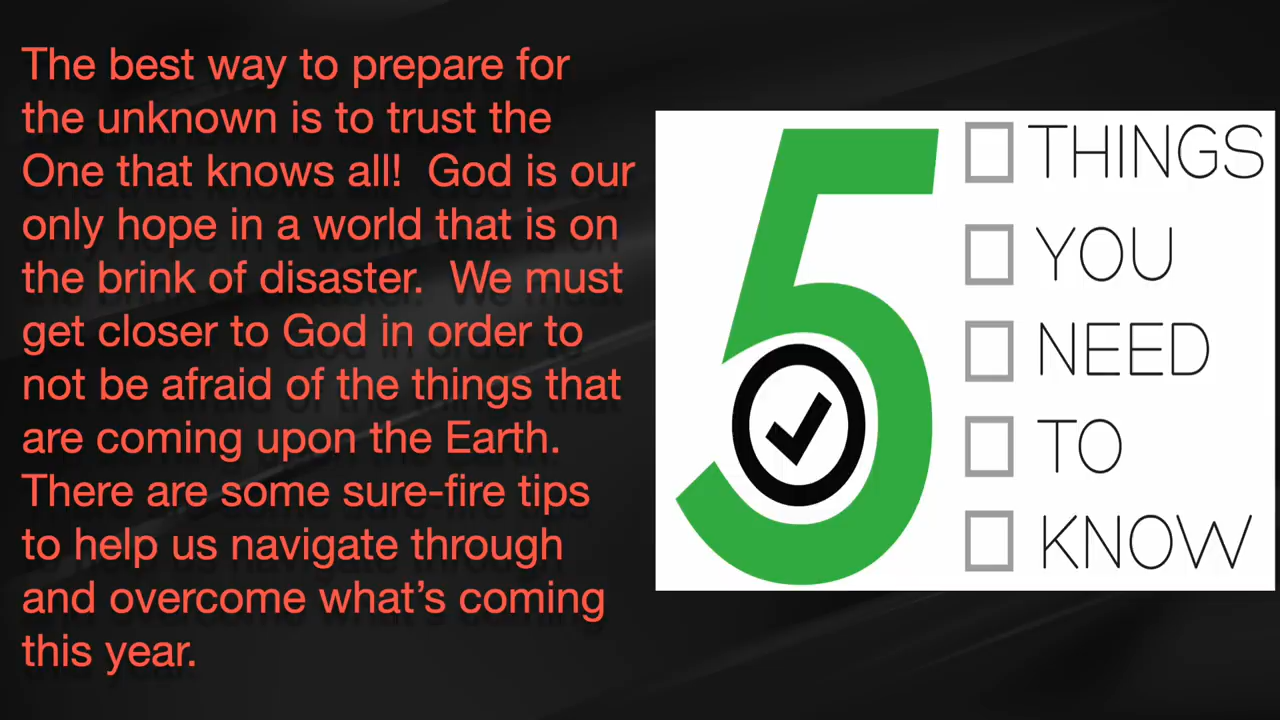 The best way to prepare for
the unknown is to trust the
One that knows all!  God is our
only hope in a world that is on
the brink of disaster.  We must
get closer to God in order to
not be afraid of the things that
are coming upon the Earth.
There are some sure-fire tips
to help us navigate through
and overcome what’s coming
this year.
5
THINGS
YOU
NEED
TO
KNOW